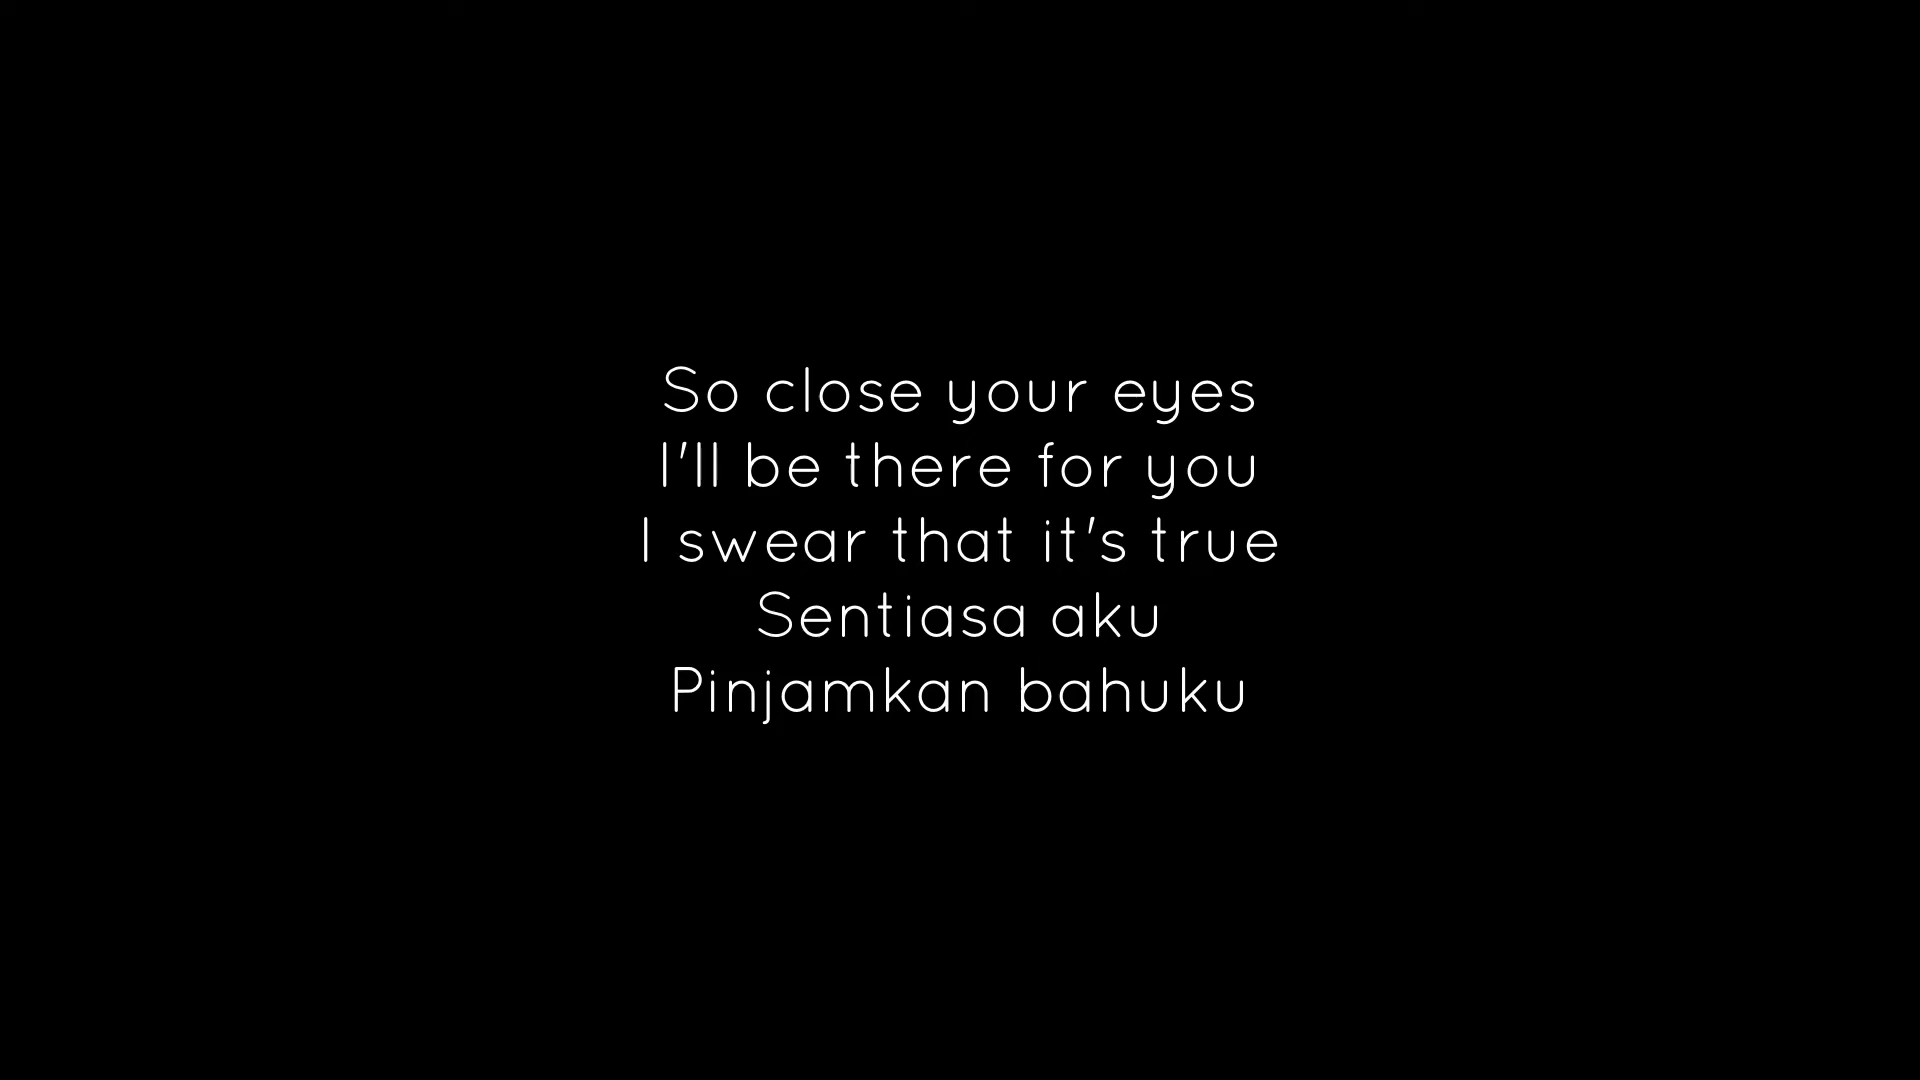 So close your eyes
I'll be there for you
I swear that it's true
Sentiasa aku
Pinjamkan bahuku